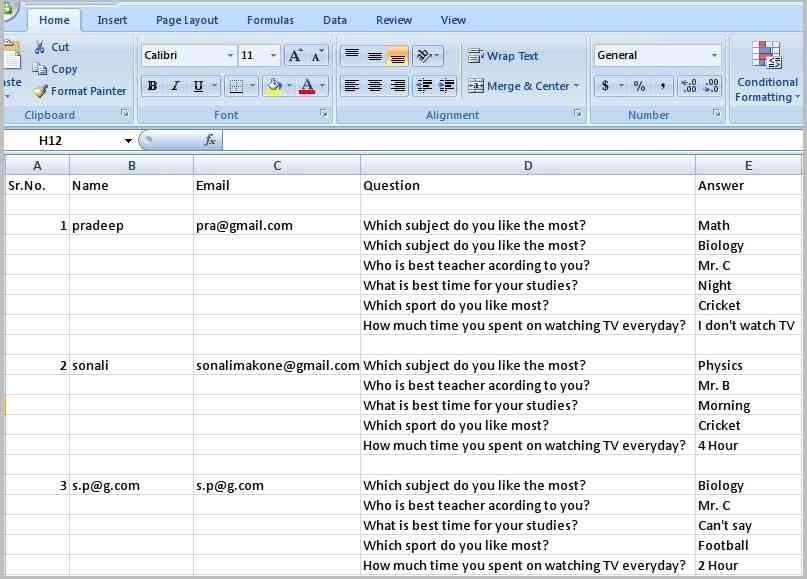 Home Insert Page Layout Formulas Data Review View
Cut
Copy
Format Painter
Clipboard
Calibri 11 A A
B I U A
Font
Wrap Text
Merge & Center
Alignment
General
$ % , .00 .00
Number
Conditional
Formatting
H12 fx
A B C D E
Sr.No. Name Email Question Answer
1 pradeep pra@gmail.com Which subject do you like the most? Math
Which subject do you like the most? Biology
Who is best teacher acording to you? Mr. C
What is best time for your studies? Night
Which sport do you like most? Cricket
How much time you spent on watching TV everyday? I don't watch TV
2 sonali sonalimakone@gmail.com Which subject do you like the most? Physics
Who is best teacher acording to you? Mr. B
What is best time for your studies? Morning
Which sport do you like most? Cricket
How much time you spent on watching TV everyday? 4 Hour
3 s.p@g.com s.p@g.com Which subject do you like the most? Biology
Who is best teacher acording to you? Mr. C
What is best time for your studies? Can't say
Which sport do you like most? Football
How much time you spent on watching TV everyday? 2 Hour